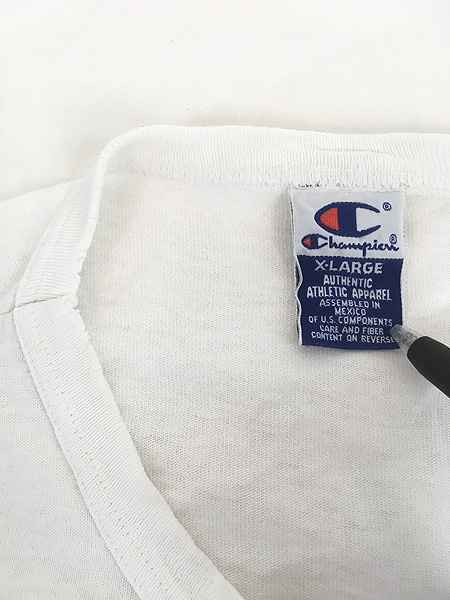 ®
Champion®
X-LARGE
AUTHENTIC
ATHLETIC APPAREL
ASSEMBLED IN
MEXICO
OF U.S. COMPONENTS
CARE AND FIBER
CONTENT ON REVERSE